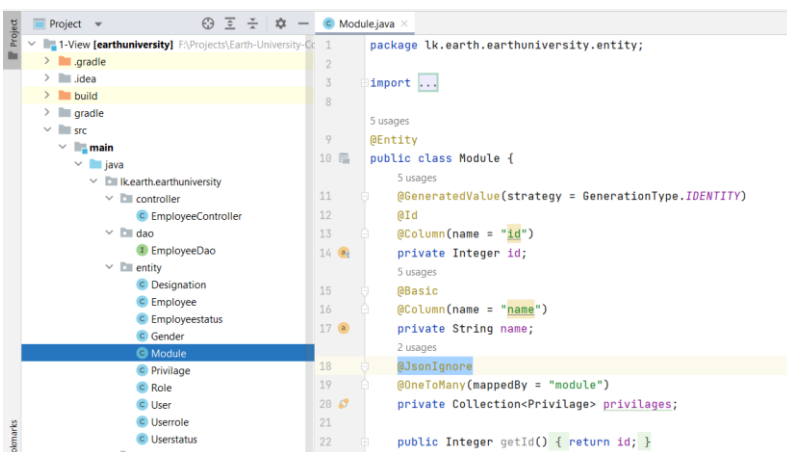 Project
Project
Module.java
1-View [earthuniversity] F:\Projects\Earth-University-Co
.gradle
.idea
build
gradle
src
main
java
lk.earth.earthuniversity
controller
EmployeeController
dao
EmployeeDao
entity
Designation
Employee
Employeestatus
Gender
Module
Privilage
Role
User
Userrole
Userstatus
okmarks
1 package lk.earth.earthuniversity.entity;
2
3 import ...
8
5 usages
9 @Entity
10 public class Module {
5 usages
11 @GeneratedValue(strategy = GenerationType.IDENTITY)
12 @Id
13 @Column(name = "id")
14 private Integer id;
5 usages
15 @Basic
16 @Column(name = "name")
17 private String name;
2 usages
18 @JsonIgnore
19 @OneToMany(mappedBy = "module")
20 private Collection<Privilage> privilages;
21
22 public Integer getId() { return id; }